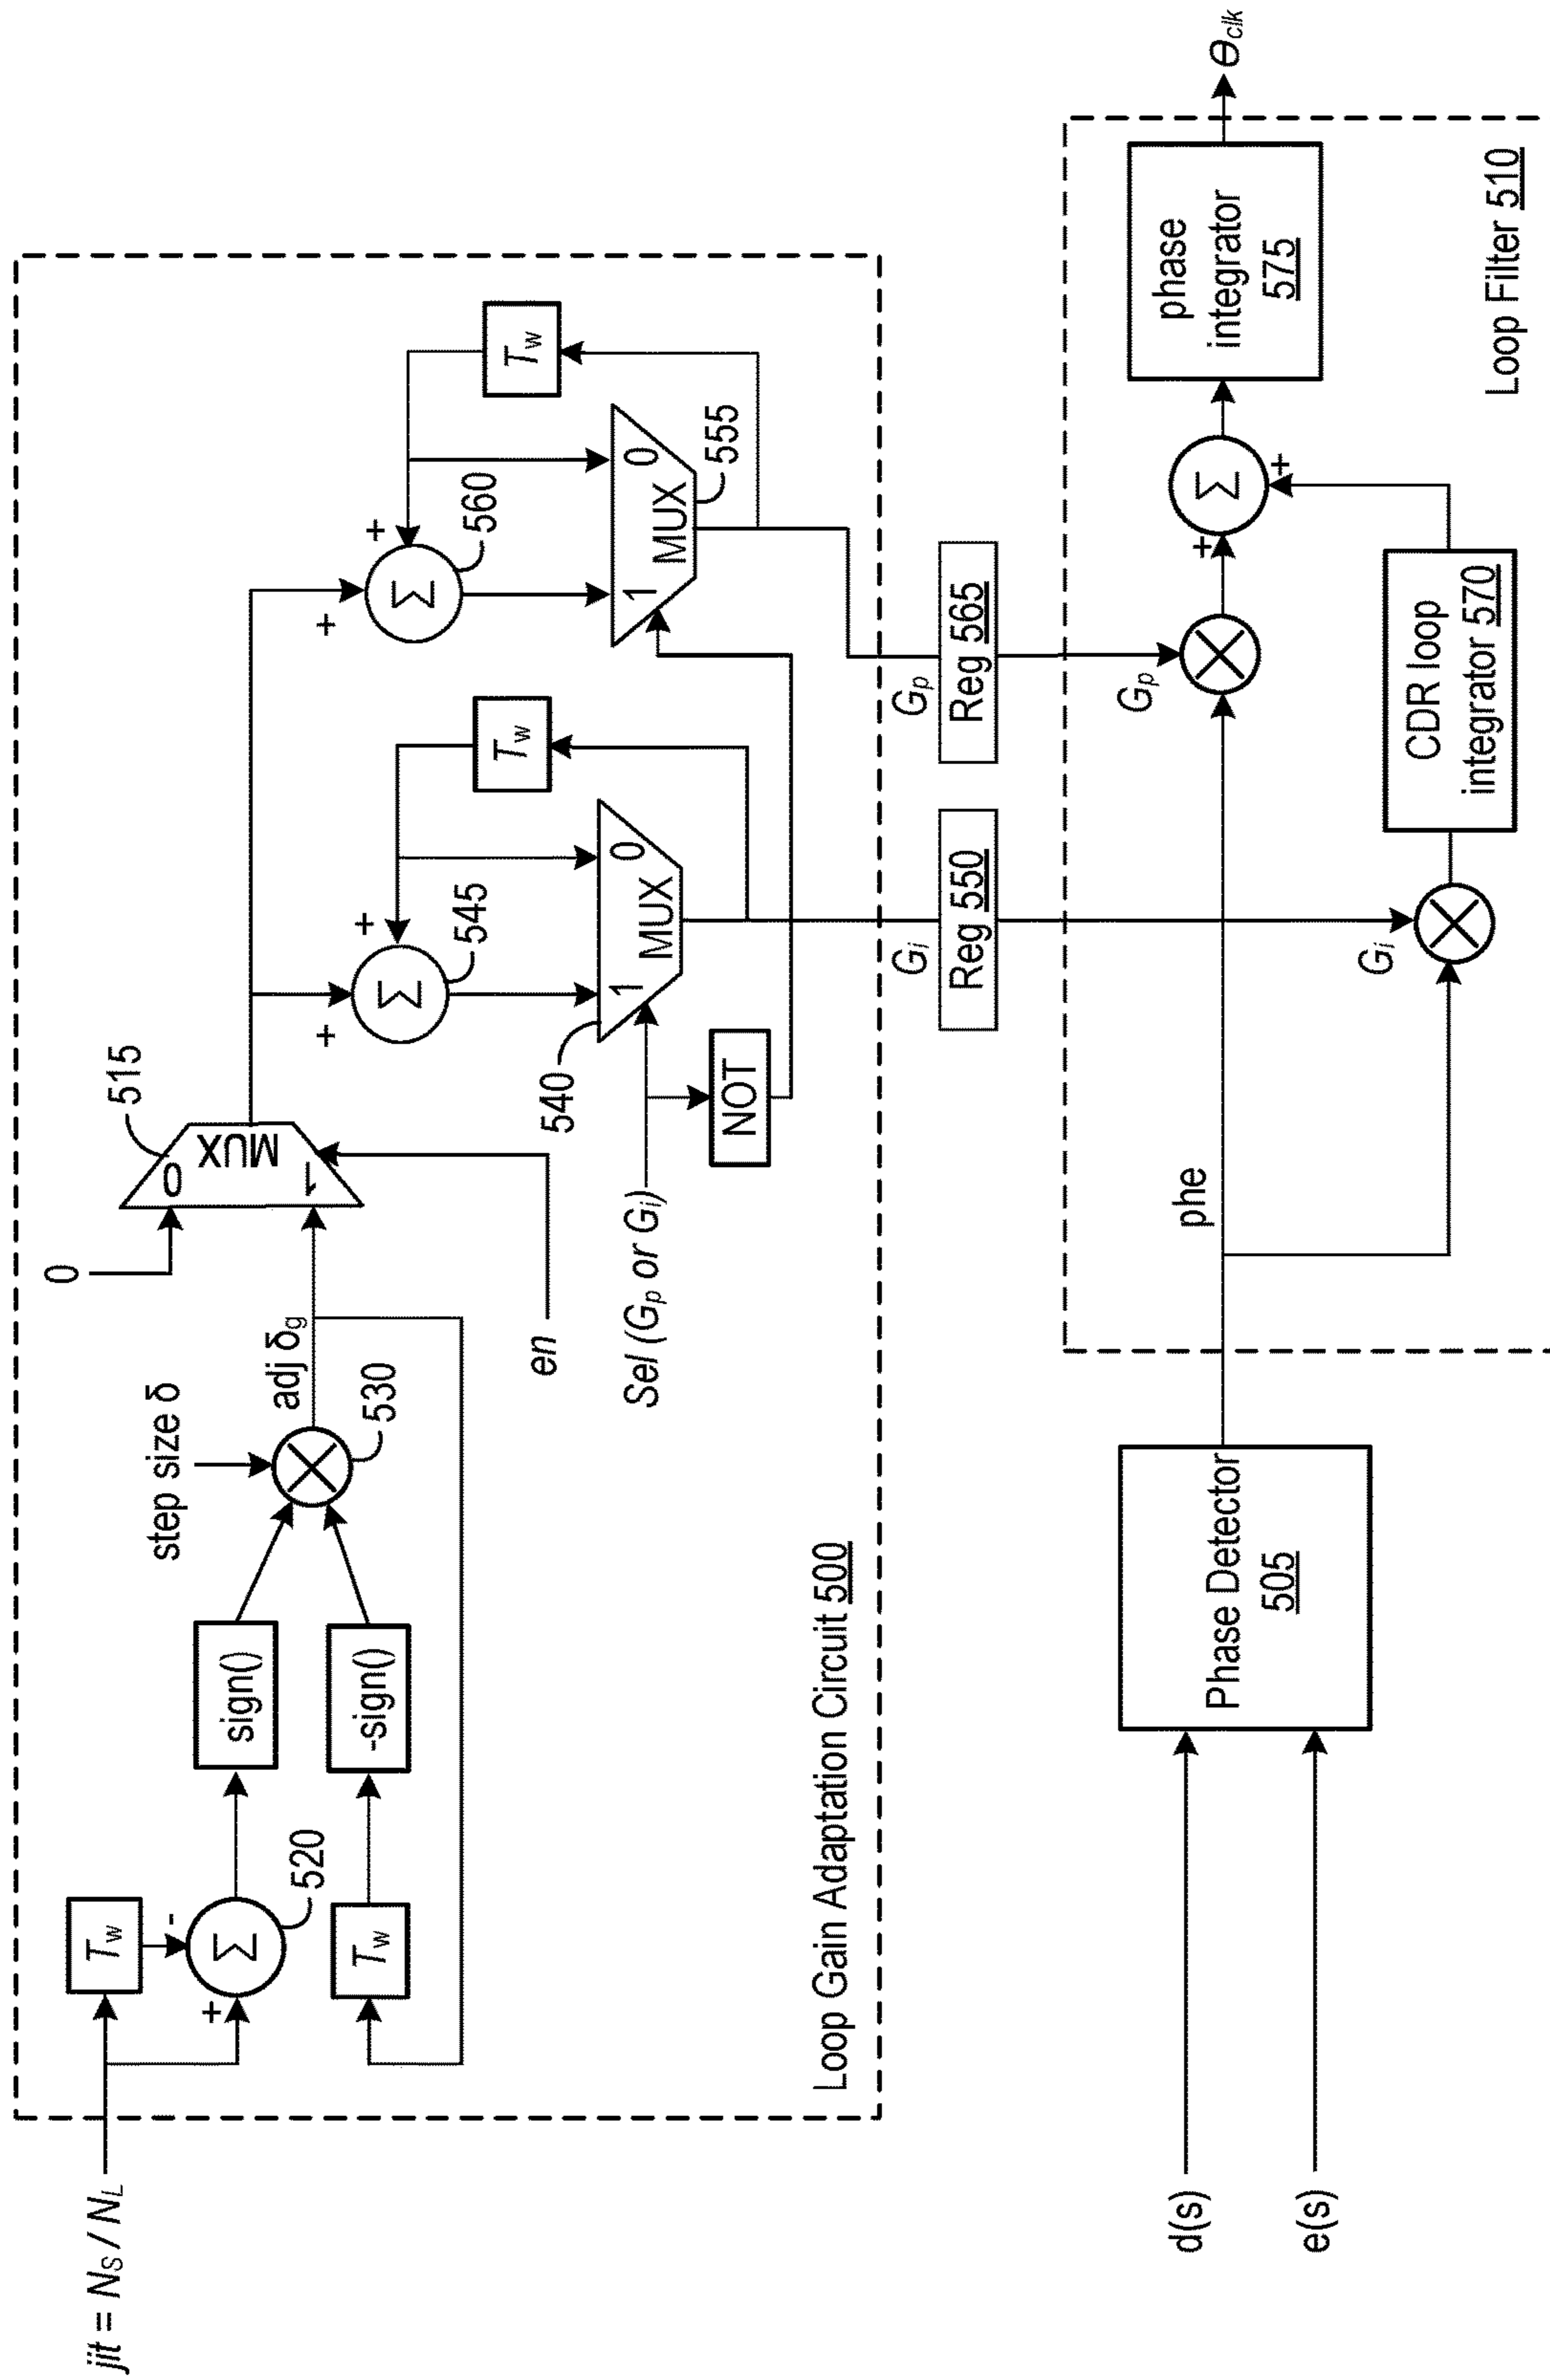 jit = N_S / N_L
T_w
-
+
Σ
520
sign()
T_w
-sign()
step size δ
530
adj δ_g
0
515
0
MUX
1
en
Sel (G_p or G_i)
NOT
+
+
Σ
545
T_w
540
1
MUX
0
+
+
Σ
560
T_w
1
MUX
0
555
Loop Gain Adaptation Circuit 500
G_i
Reg 550
G_p
Reg 565
d(s)
e(s)
Phase Detector
505
phe
G_p
G_i
CDR loop
integrator 570
+
+
Σ
phase
integrator
575
θ_clk
Loop Filter 510